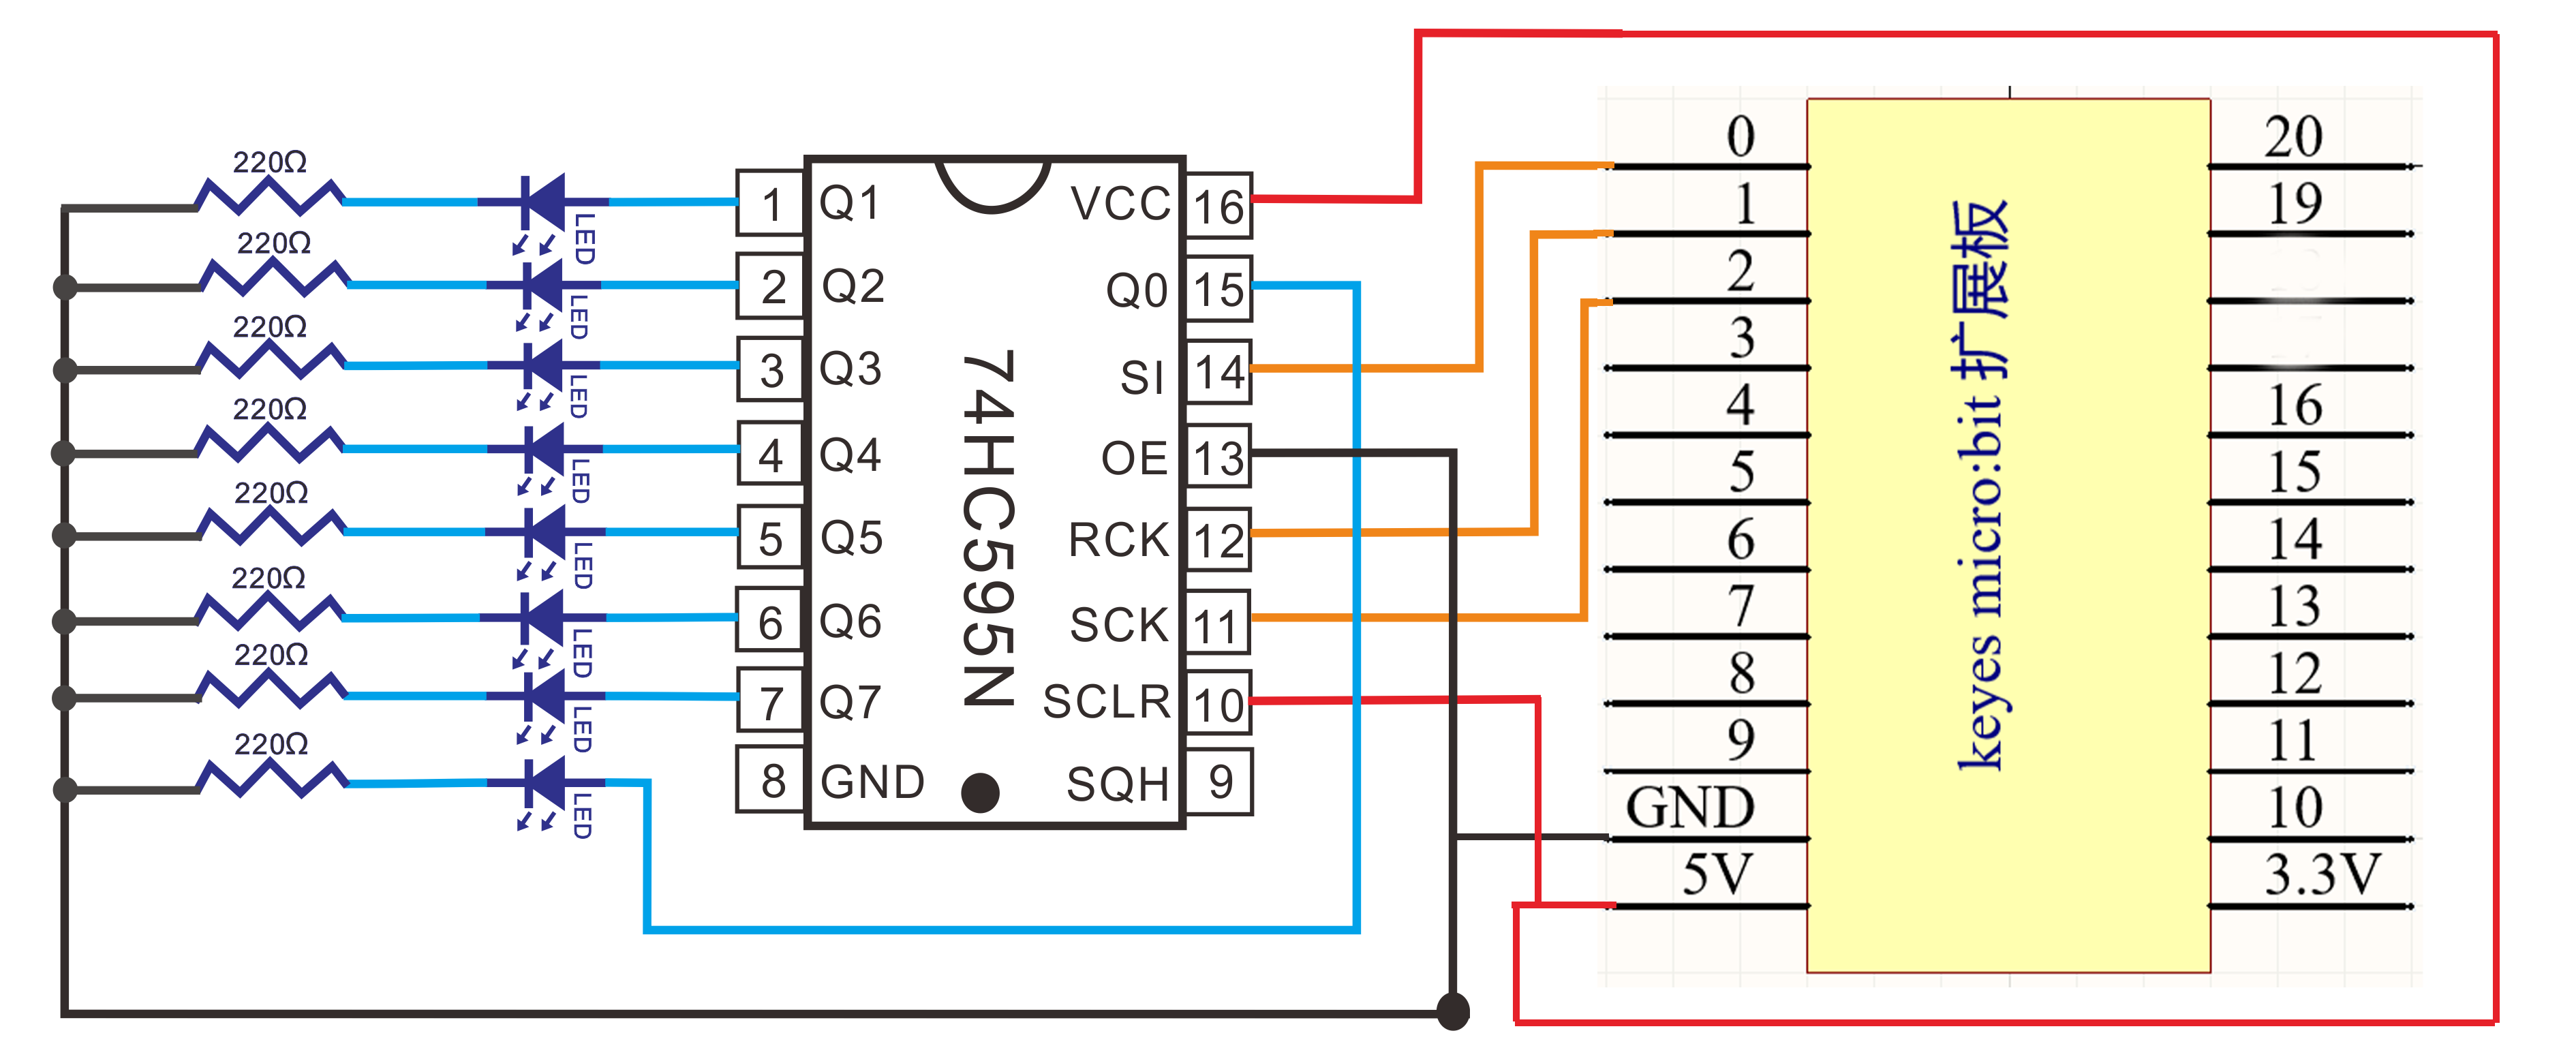 220Ω
LED
220Ω
LED
220Ω
LED
220Ω
LED
220Ω
LED
220Ω
LED
220Ω
LED
220Ω
LED
1 Q1
2 Q2
3 Q3
4 Q4
5 Q5
6 Q6
7 Q7
8 GND
74HC595N
VCC 16
Q0 15
SI 14
OE 13
RCK 12
SCK 11
SCLR 10
SQH 9
0
1
2
3
4
5
6
7
8
9
GND
5V
keyes micro:bit 扩展板
20
19
16
15
14
13
12
11
10
3.3V